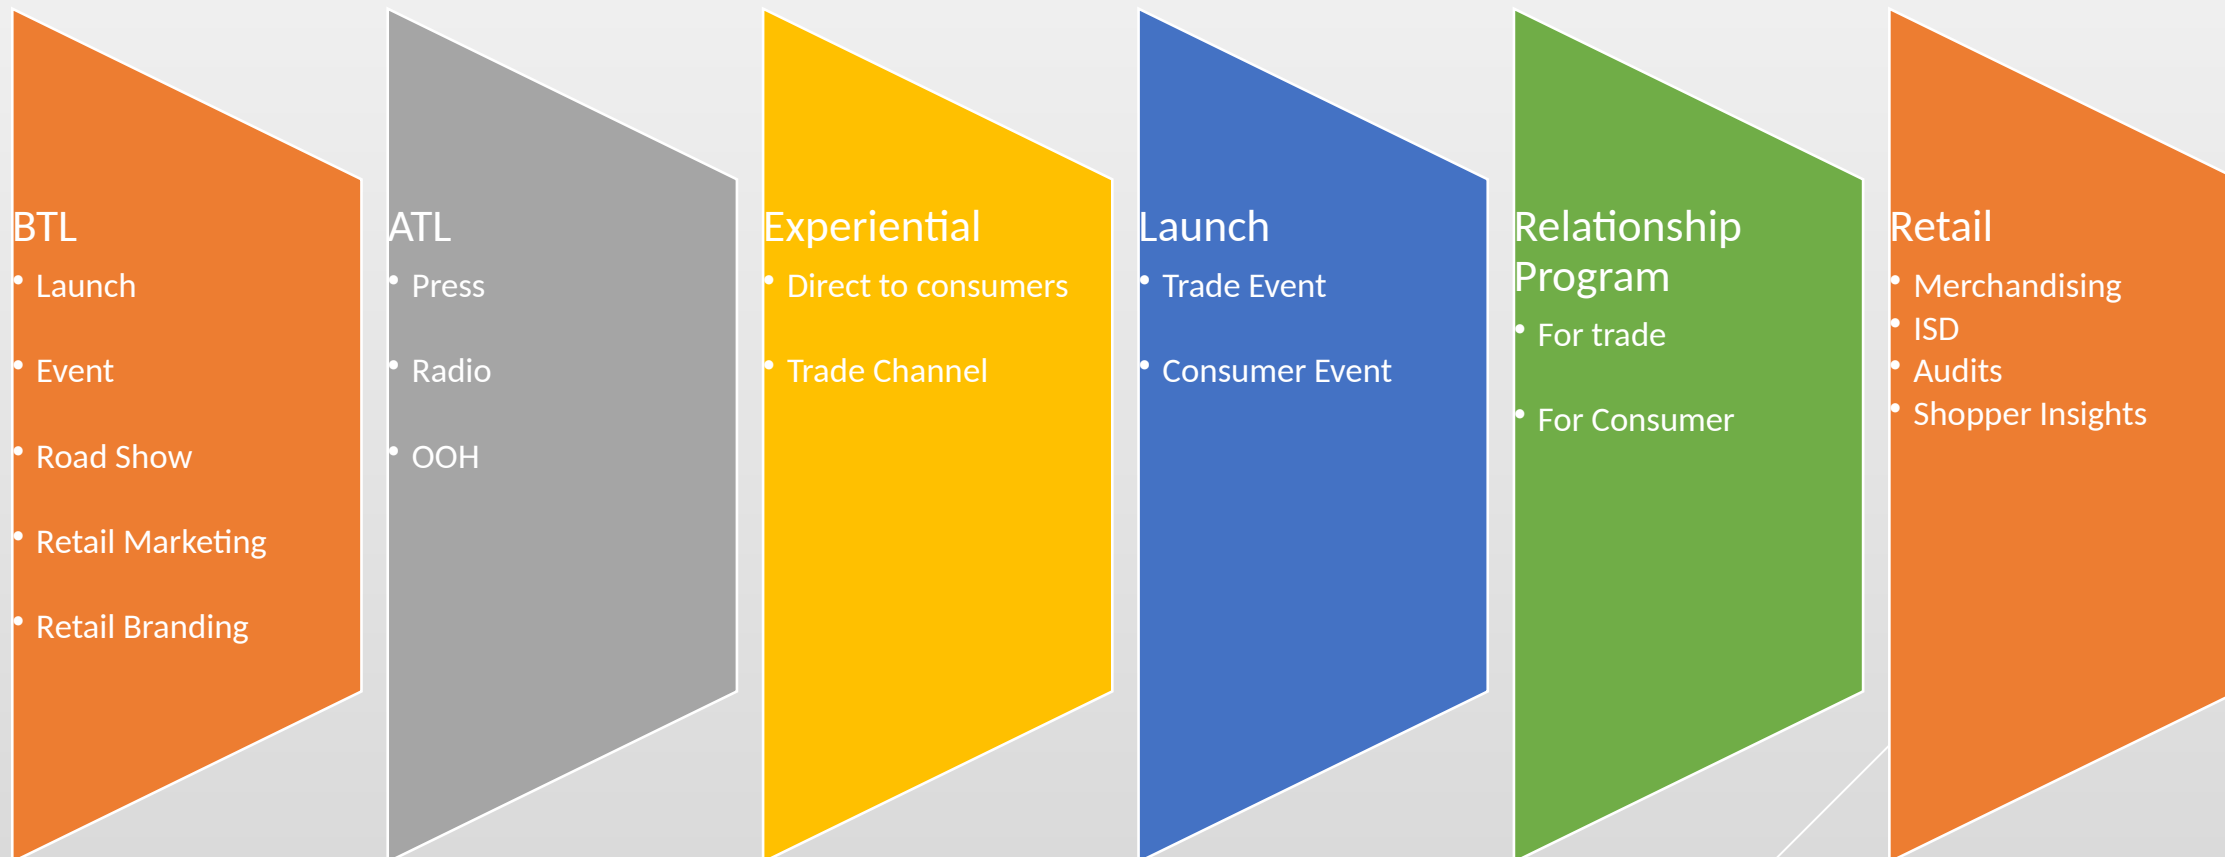 BTL
• Launch
• Event
• Road Show
• Retail Marketing
• Retail Branding
ATL
• Press
• Radio
• OOH
Experiential
• Direct to consumers
• Trade Channel
Launch
• Trade Event
• Consumer Event
Relationship
Program
• For trade
• For Consumer
Retail
• Merchandising
• ISD
• Audits
• Shopper Insights